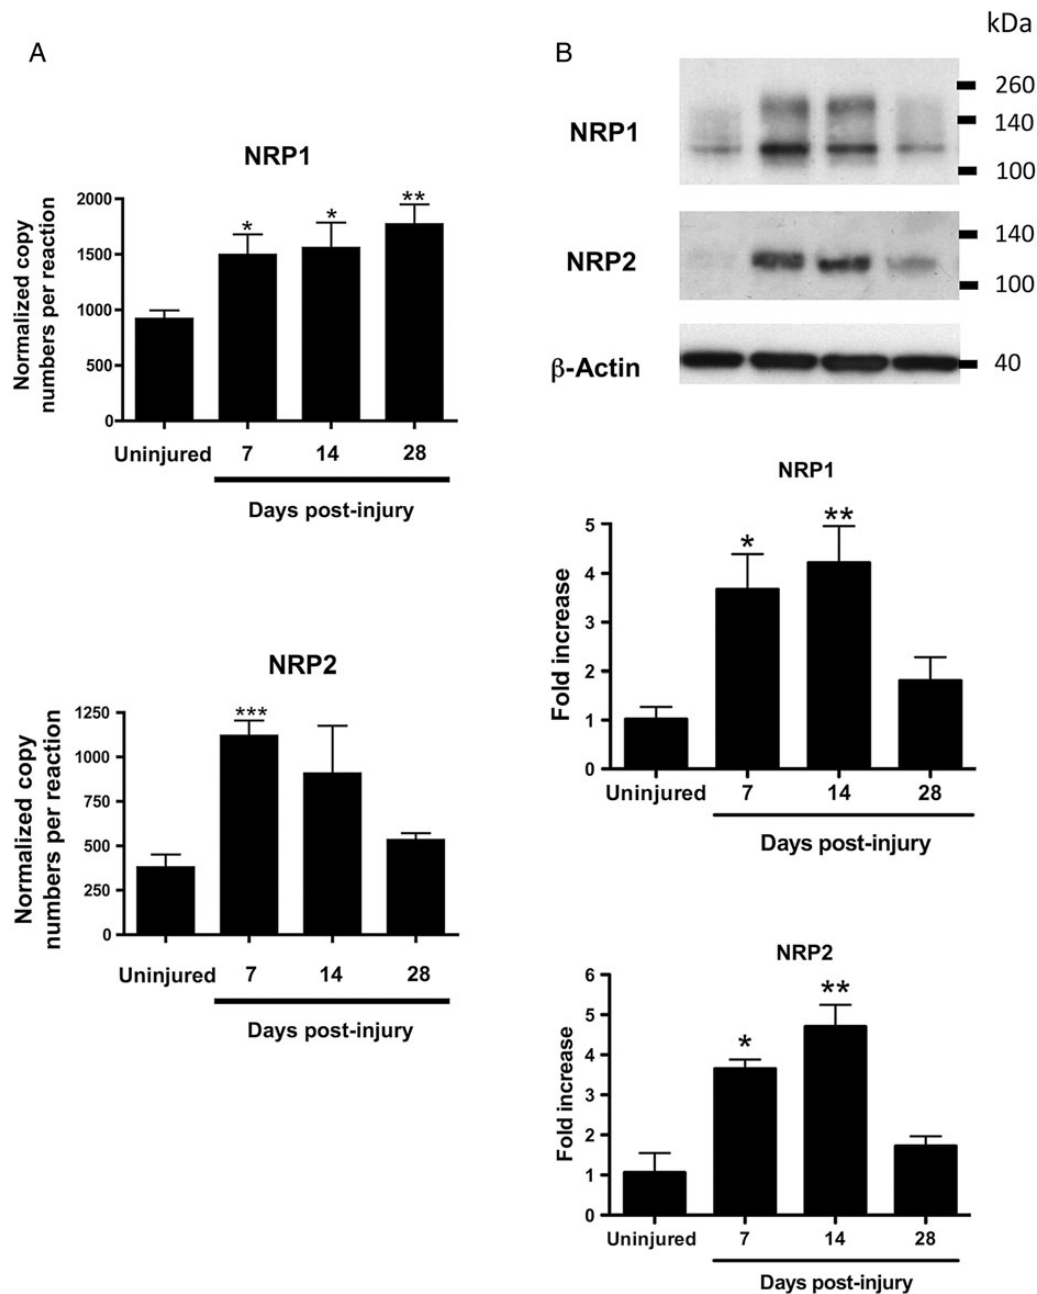 A
NRP1
Normalized copy
numbers per reaction
2000
1500
1000
500
0
*
*
**
Uninjured 7 14 28
Days post-injury
NRP2
Normalized copy
numbers per reaction
1250
1000
750
500
250
0
***
Uninjured 7 14 28
Days post-injury
B
kDa
NRP1
260
140
100
NRP2
140
100
β-Actin
40
NRP1
Fold increase
5
4
3
2
1
0
*
**
Uninjured 7 14 28
Days post-injury
NRP2
Fold increase
6
5
4
3
2
1
0
*
**
Uninjured 7 14 28
Days post-injury